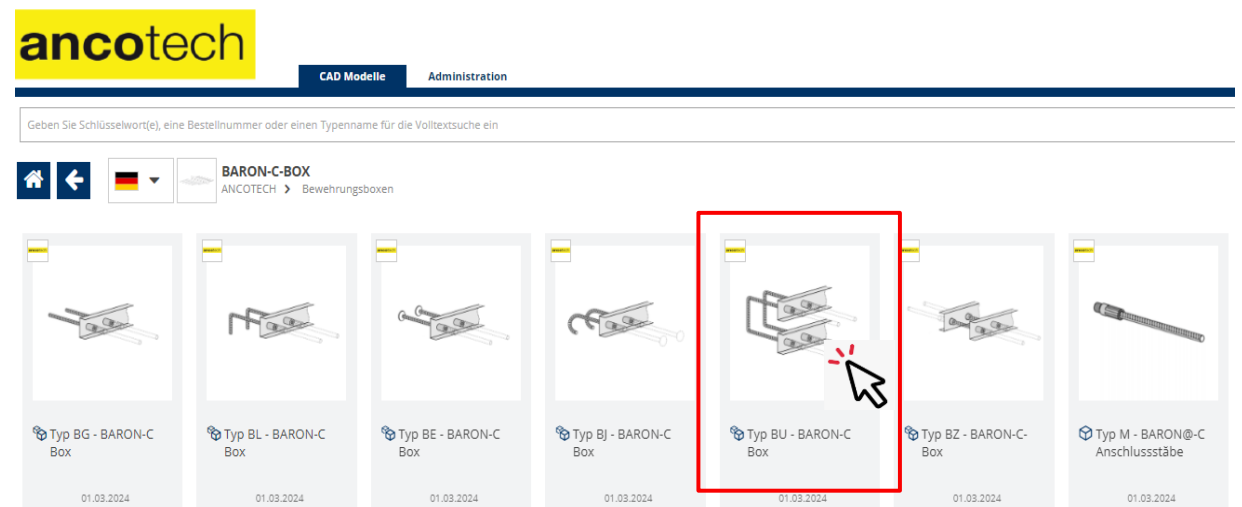 ancotech
CAD Modelle
Administration
Geben Sie Schlüsselwort(e), eine Bestellnummer oder einen Typenname für die Volltextsuche ein
BARON-C-BOX
ANCOTECH > Bewehrungsboxen
Typ BG - BARON-C
Box
01.03.2024
Typ BL - BARON-C
Box
01.03.2024
Typ BE - BARON-C
Box
01.03.2024
Typ BJ - BARON-C
Box
01.03.2024
Typ BU - BARON-C
Box
01.03.2024
Typ BZ - BARON-C-
Box
01.03.2024
Typ M - BARON@-C
Anschlussstäbe
01.03.2024